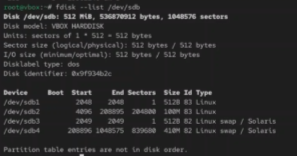 root@vbox:~# fdisk --list /dev/sdb
Disk /dev/sdb: 512 MiB, 536870912 bytes, 1048576 sectors
Disk model: VBOX HARDDISK
Units: sectors of 1 * 512 = 512 bytes
Sector size (logical/physical): 512 bytes / 512 bytes
I/O size (minimum/optimal): 512 bytes / 512 bytes
Disklabel type: dos
Disk identifier: 0x9f934b2c
Device Boot Start End Sectors Size Id Type
/dev/sdb1 2048 2048 1 512B 83 Linux
/dev/sdb2 4096 208895 204800 100M 83 Linux
/dev/sdb3 2049 2049 1 512B 82 Linux swap / Solaris
/dev/sdb4 208896 1048575 839680 410M 82 Linux swap / Solaris
Partition table entries are not in disk order.